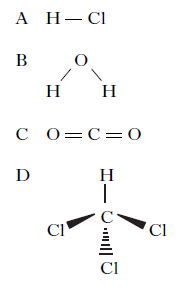 A H — Cl
B O
H H
C O=C=O
D H
C
Cl Cl
Cl